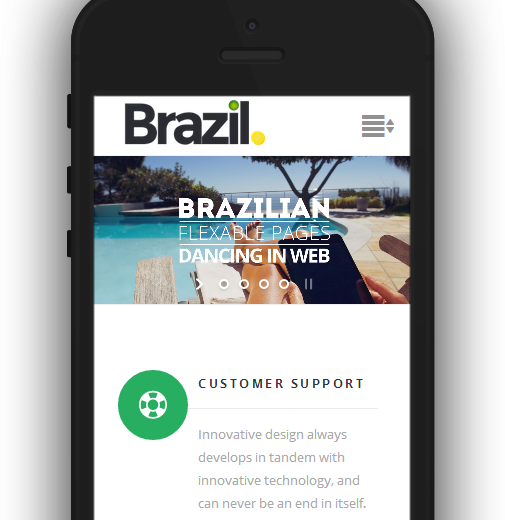 Brazil.
BRAZILIAN
FLEXABLE PAGES
DANCING IN WEB
CUSTOMER SUPPORT
Innovative design always
develops in tandem with
innovative technology, and
can never be an end in itself.